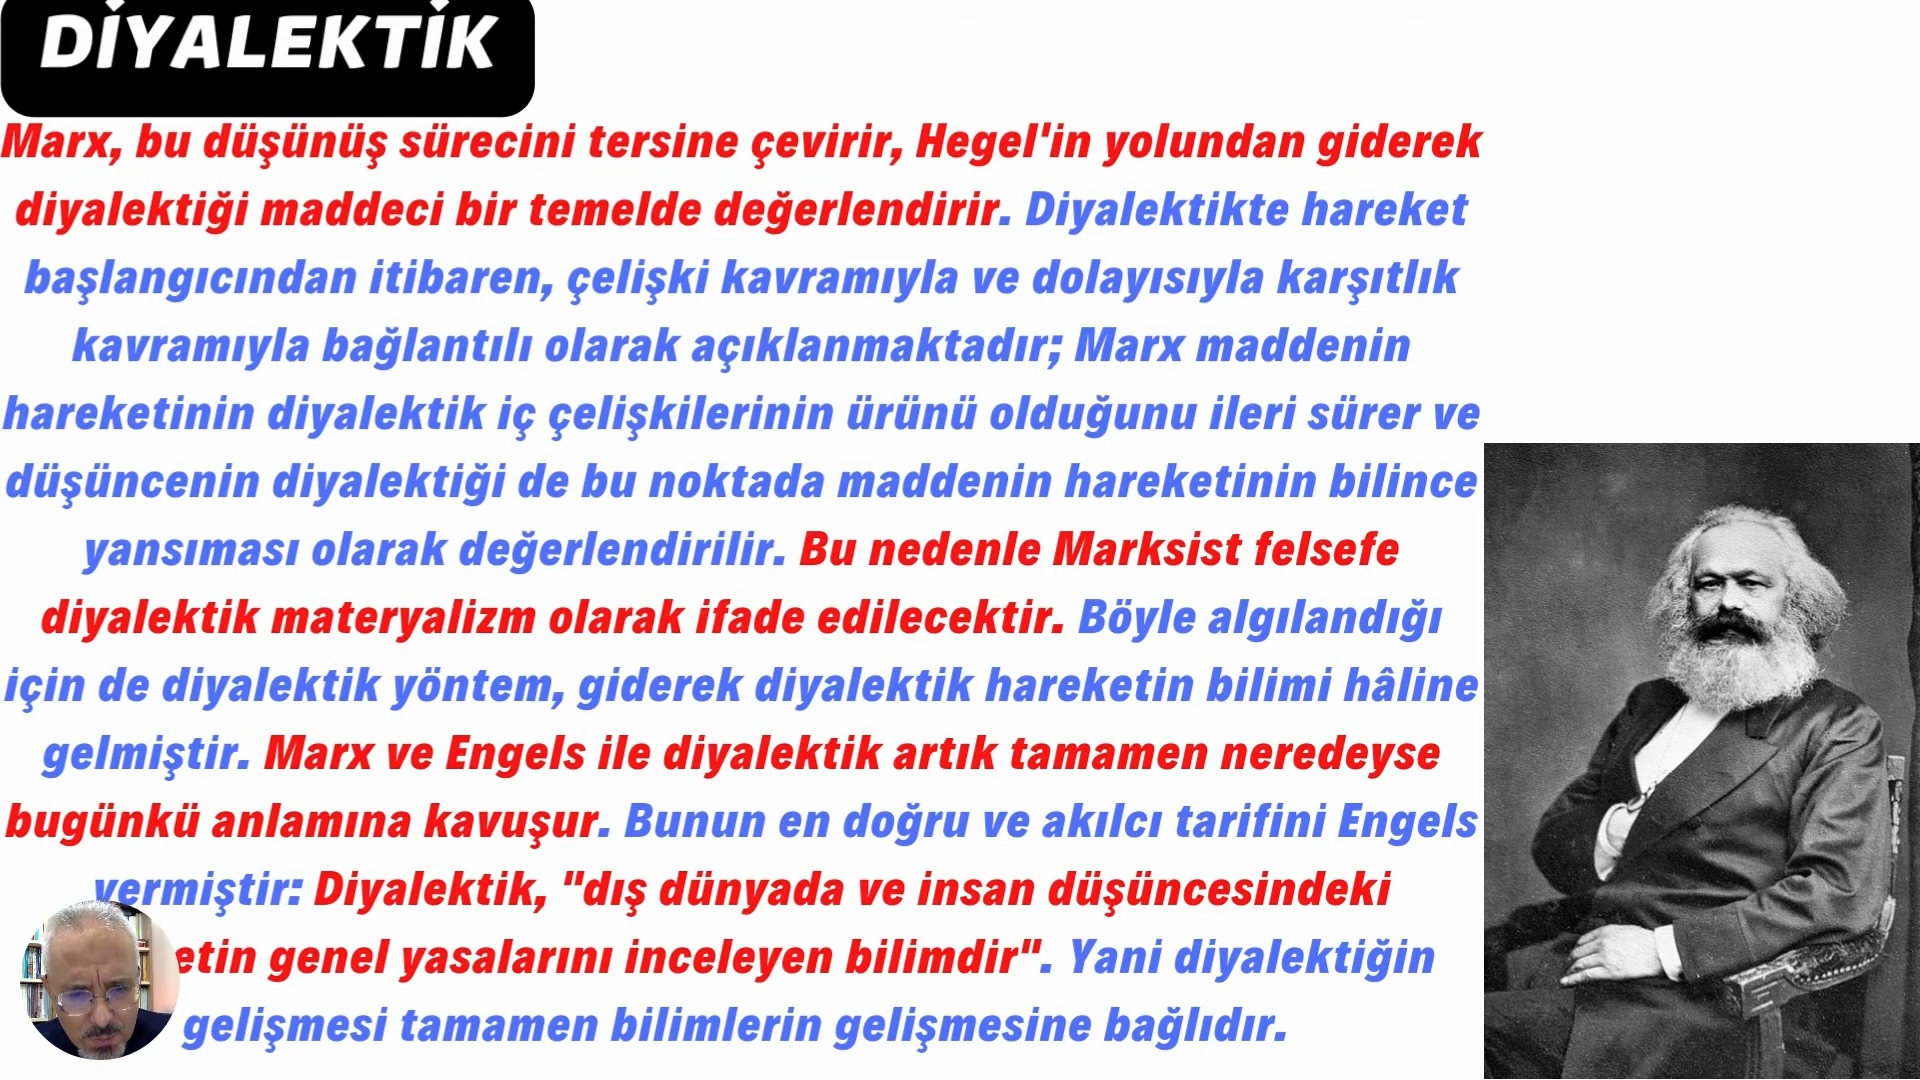 DİYALEKTİK
Marx, bu düşünüş sürecini tersine çevirir, Hegel'in yolundan giderek
diyalektiği maddeci bir temelde değerlendirir. Diyalektikte hareket
başlangıcından itibaren, çelişki kavramıyla ve dolayısıyla karşıtlık
kavramıyla bağlantılı olarak açıklanmaktadır; Marx maddenin
hareketinin diyalektik iç çelişkilerinin ürünü olduğunu ileri sürer ve
düşüncenin diyalektiği de bu noktada maddenin hareketinin bilince
yansıması olarak değerlendirilir. Bu nedenle Marksist felsefe
diyalektik materyalizm olarak ifade edilecektir. Böyle algılandığı
için de diyalektik yöntem, giderek diyalektik hareketin bilimi hâline
gelmiştir. Marx ve Engels ile diyalektik artık tamamen neredeyse
bugünkü anlamına kavuşur. Bunun en doğru ve akılcı tarifini Engels
vermiştir: Diyalektik, "dış dünyada ve insan düşüncesindeki
genel yasalarını inceleyen bilimdir". Yani diyalektiğin
gelişmesi tamamen bilimlerin gelişmesine bağlıdır.